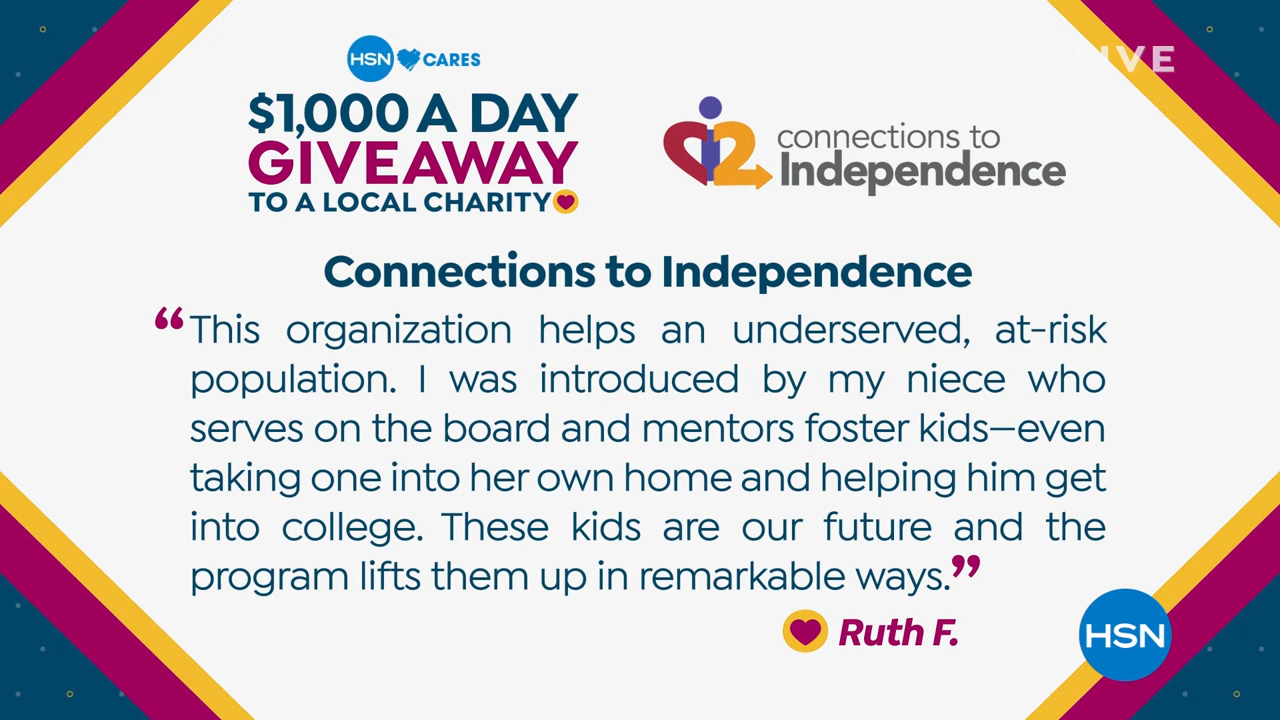 HSN CARES
LIVE
$1,000 A DAY
GIVEAWAY
TO A LOCAL CHARITY
i2 connections to
Independence
Connections to Independence
“This organization helps an underserved, at-risk
population. I was introduced by my niece who
serves on the board and mentors foster kids—even
taking one into her own home and helping him get
into college. These kids are our future and the
program lifts them up in remarkable ways.”
Ruth F.
HSN